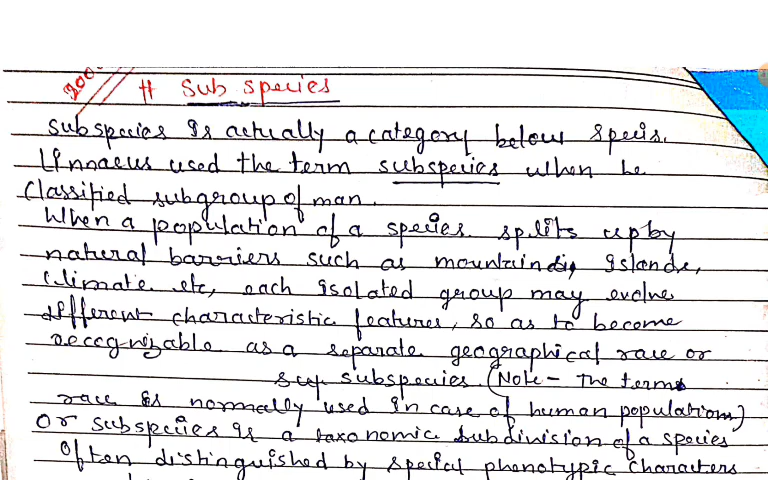 200
# Sub species
Subspecies Is actually a category below Specis.
Linnaeus used the term subspecies when he
Classified subgroup of man.
When a population of a species splits up by
natural barriers such as mountain Islands,
Climate etc, each isolated group may evolve
different characteristic features, so as to become
recognizable as a separate geographical race or
sup subspecies. (Note - The terms
race is normally used In case of human populations)
Or subspecies is a taxonomic subdivision of a species
Often distinguished by special phenotypic characters